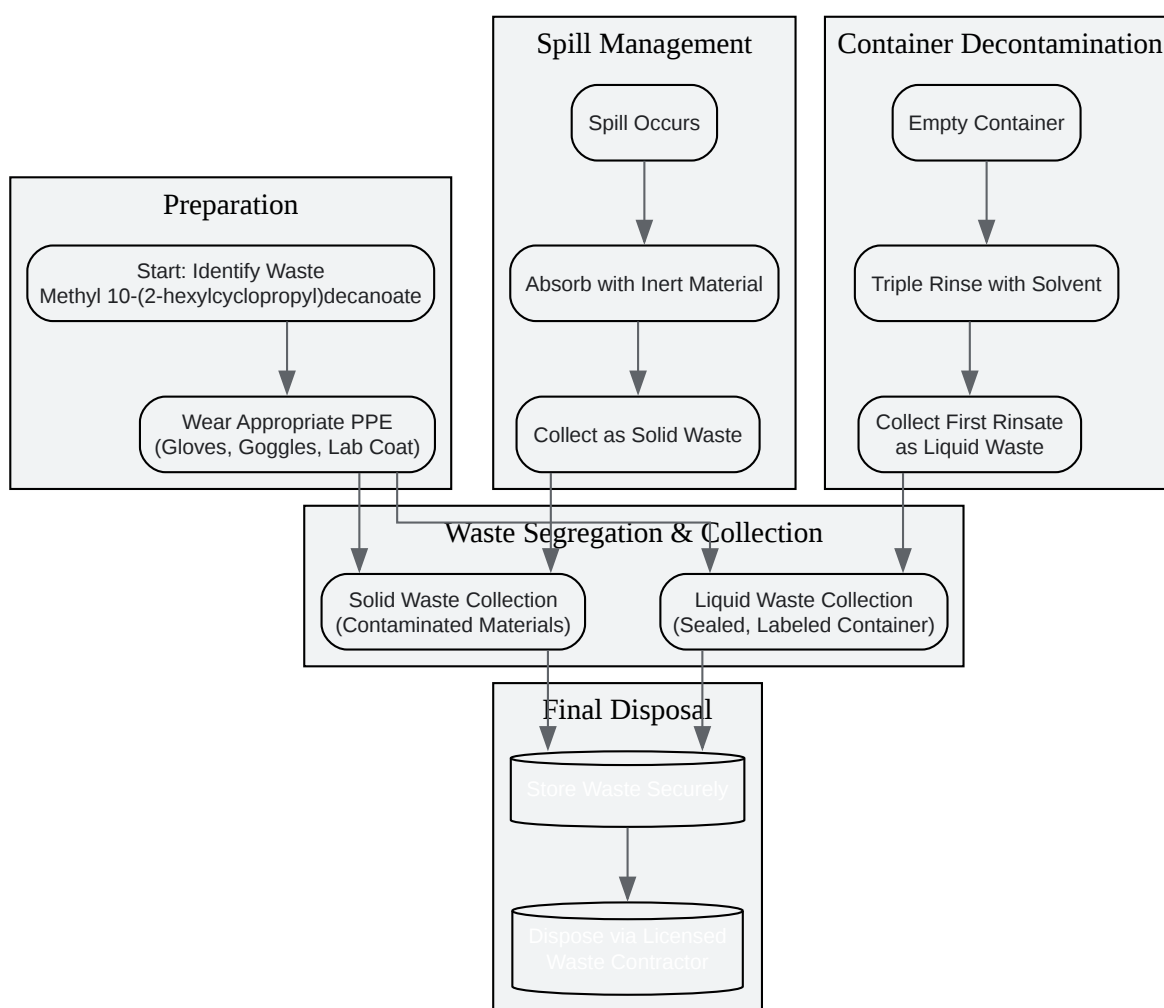 Spill Management
Container Decontamination
Spill Occurs
Empty Container
Preparation
Start: Identify Waste
Methyl 10-(2-hexylcyclopropyl)decanoate
Absorb with Inert Material
Triple Rinse with Solvent
Wear Appropriate PPE
(Gloves, Goggles, Lab Coat)
Collect as Solid Waste
Collect First Rinsate
as Liquid Waste
Waste Segregation & Collection
Solid Waste Collection
(Contaminated Materials)
Liquid Waste Collection
(Sealed, Labeled Container)
Final Disposal
Store Waste Securely
Dispose via Licensed
Waste Contractor